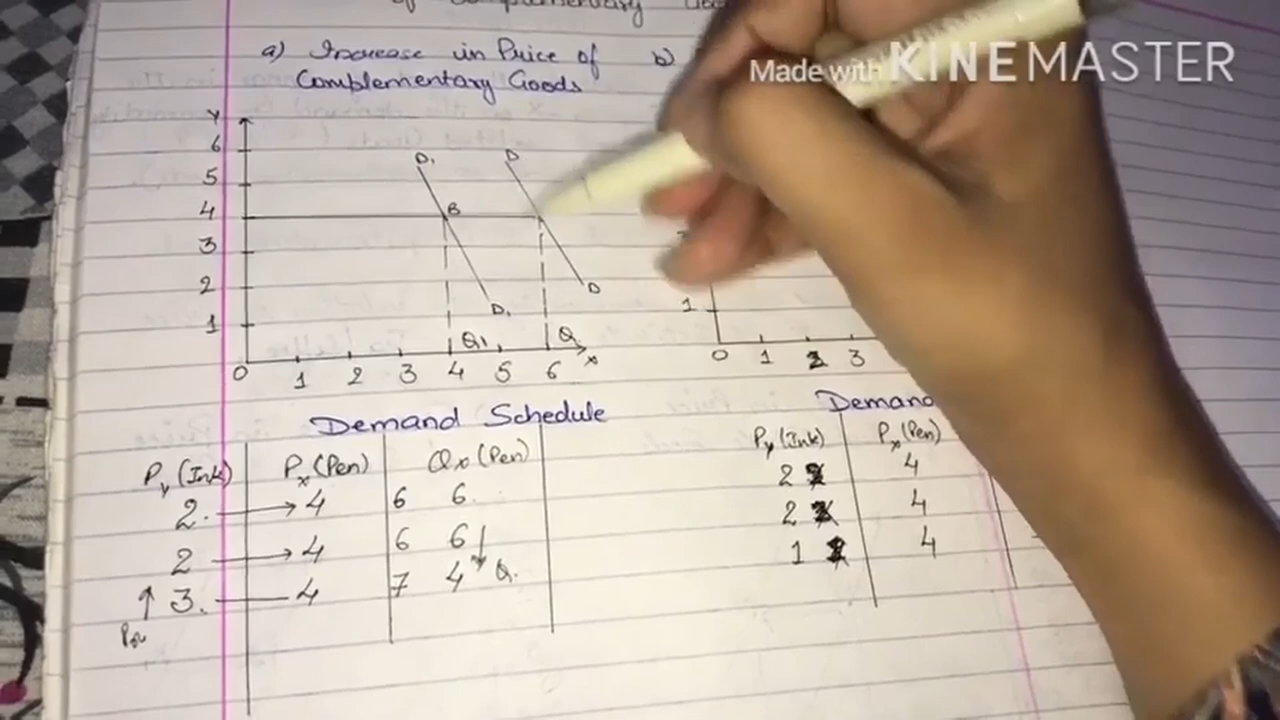 of Complementary
a) Increase in Price of
Complementary Goods
b)
Made with KINEMASTER
Y
6
5
4
3
2
1
0 1 2 3 4 5 6 x
D1 D
B
D1 D
Q1 Q
1
0 1 2 3
Demand Schedule
Py (Ink) Px (Pen) Qx (Pen)
2. → 4 6 6.
2 → 4 6 6 ↓
↑ 3. — 4 7 4 Q.
Demand
Py (Ink) Px (Pen)
2 4
2 4
1 4